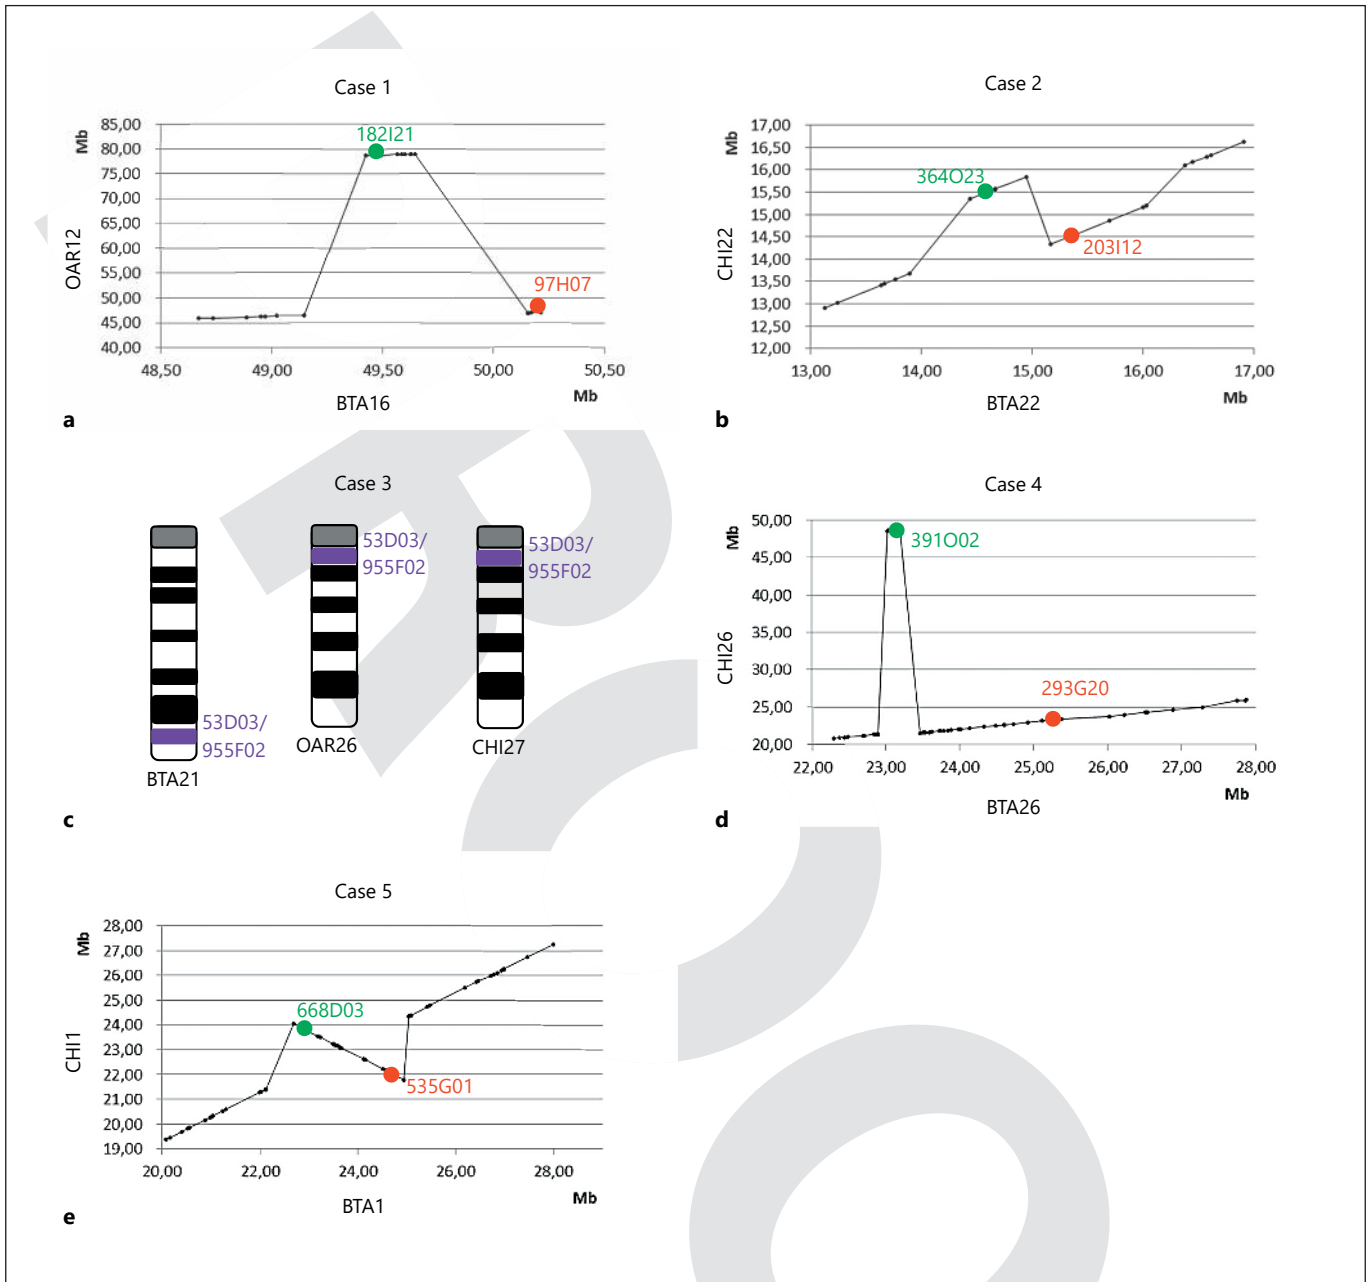 Case 1
Mb
85,00
80,00
75,00
70,00
65,00
60,00
55,00
50,00
45,00
40,00
OAR12
182I21
97H07
48,50 49,00 49,50 50,00 50,50
Mb
BTA16
a
Case 2
Mb
17,00
16,50
16,00
15,50
15,00
14,50
14,00
13,50
13,00
12,50
12,00
CHI22
364O23
203I12
13,00 14,00 15,00 16,00 17,00
Mb
BTA22
b
Case 3
53D03/
955F02
BTA21
53D03/
955F02
OAR26
53D03/
955F02
CHI27
c
Case 4
Mb
50,00
45,00
40,00
35,00
30,00
25,00
20,00
CHI26
391O02
293G20
22,00 23,00 24,00 25,00 26,00 27,00 28,00
Mb
BTA26
d
Case 5
Mb
28,00
27,00
26,00
25,00
24,00
23,00
22,00
21,00
20,00
19,00
CHI1
668D03
535G01
20,00 22,00 24,00 26,00 28,00
Mb
BTA1
e